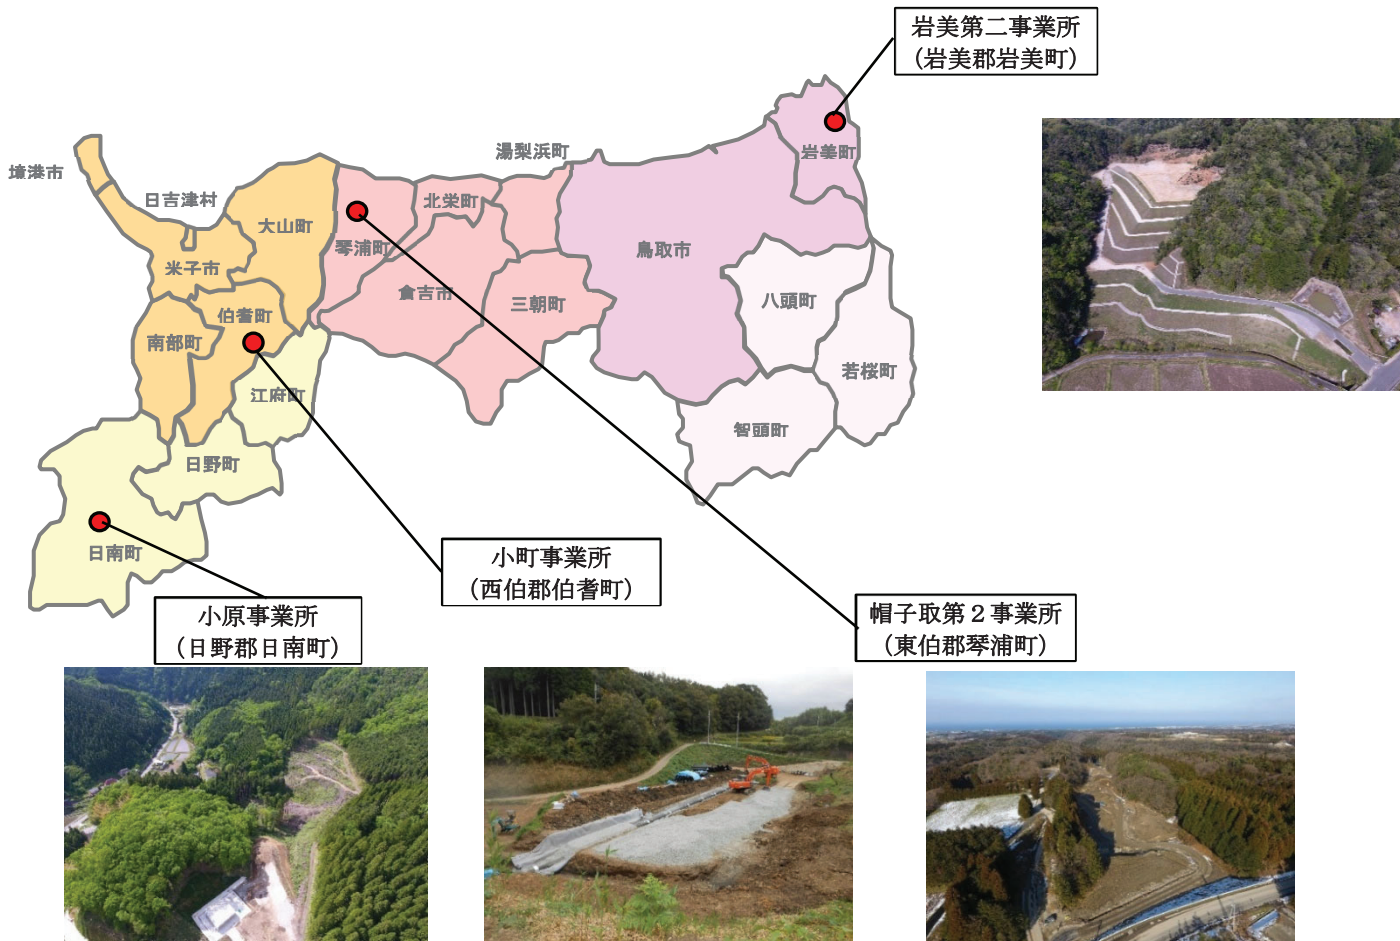 岩美第二事業所
（岩美郡岩美町）
湯梨浜町
岩美町
境港市
日吉津村
大山町
北栄町
琴浦町
鳥取市
米子市
倉吉市
三朝町
八頭町
伯耆町
南部町
若桜町
江府町
智頭町
日野町
日南町
小町事業所
（西伯郡伯耆町）
小原事業所
（日野郡日南町）
帽子取第２事業所
（東伯郡琴浦町）